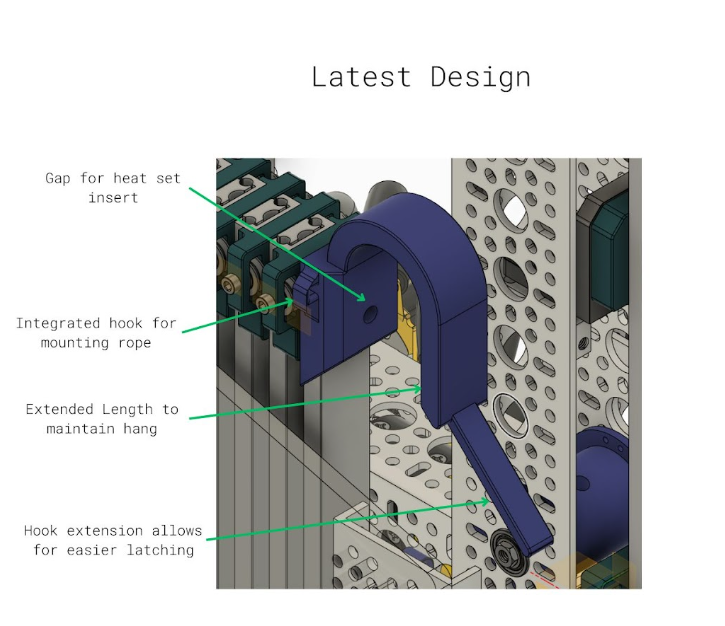 Latest Design
Gap for heat set
insert
Integrated hook for
mounting rope
Extended Length to
maintain hang
Hook extension allows
for easier latching